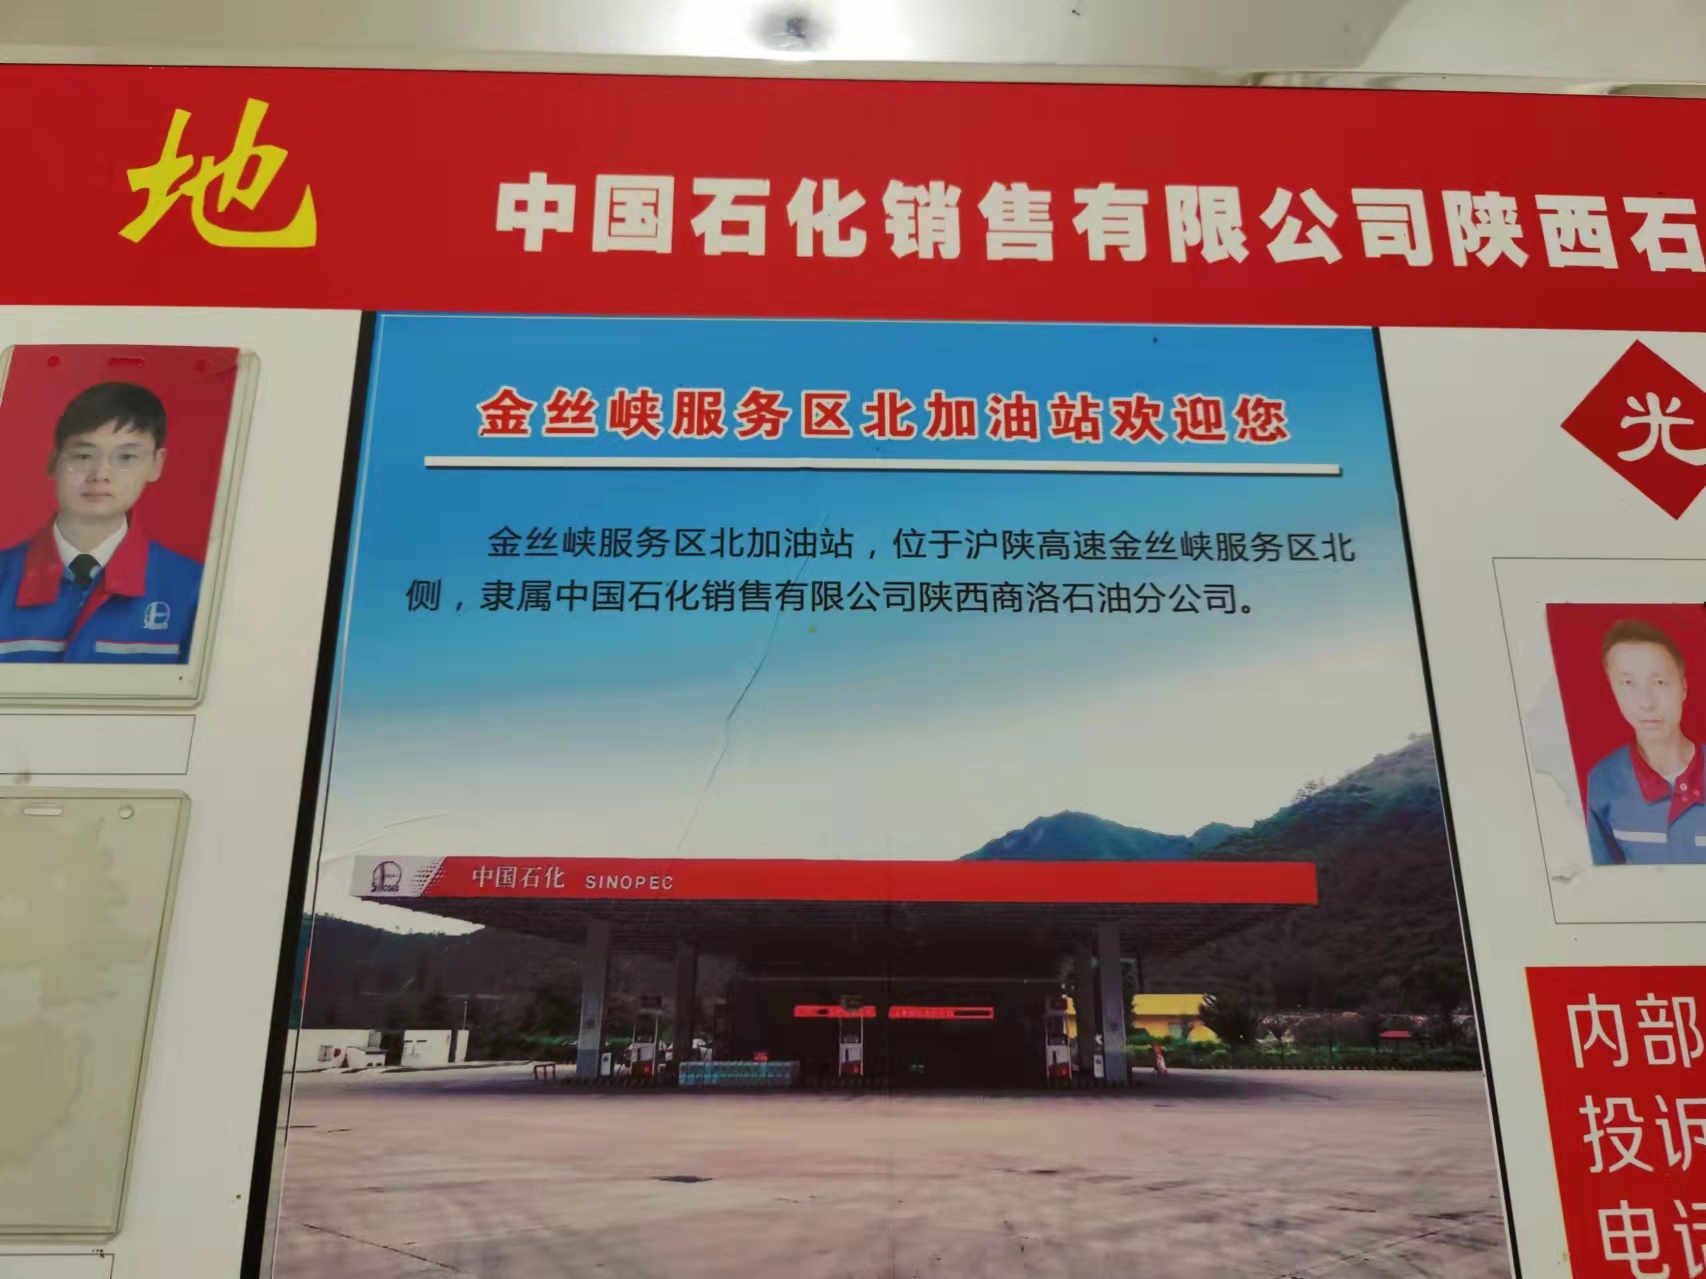 地
中国石化销售有限公司陕西石
金丝峡服务区北加油站欢迎您
光
金丝峡服务区北加油站，位于沪陕高速金丝峡服务区北
侧，隶属中国石化销售有限公司陕西商洛石油分公司。
中国石化 SINOPEC
内部
投诉
电话